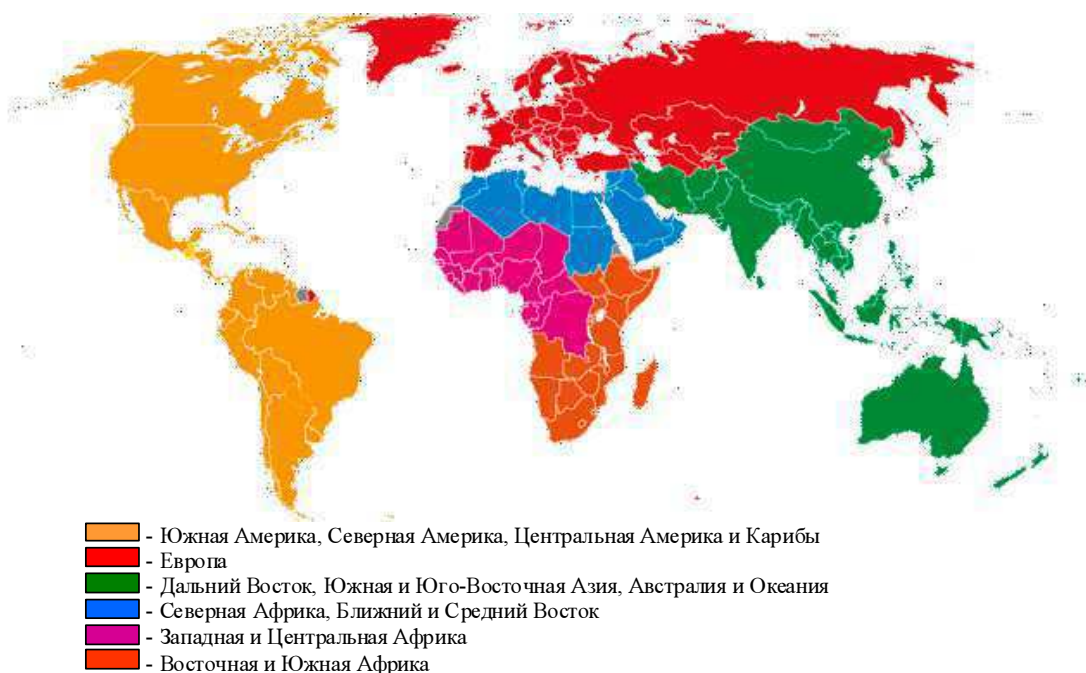 - Южная Америка, Северная Америка, Центральная Америка и Карибы
- Европа
- Дальний Восток, Южная и Юго-Восточная Азия, Австралия и Океания
- Северная Африка, Ближний и Средний Восток
- Западная и Центральная Африка
- Восточная и Южная Африка